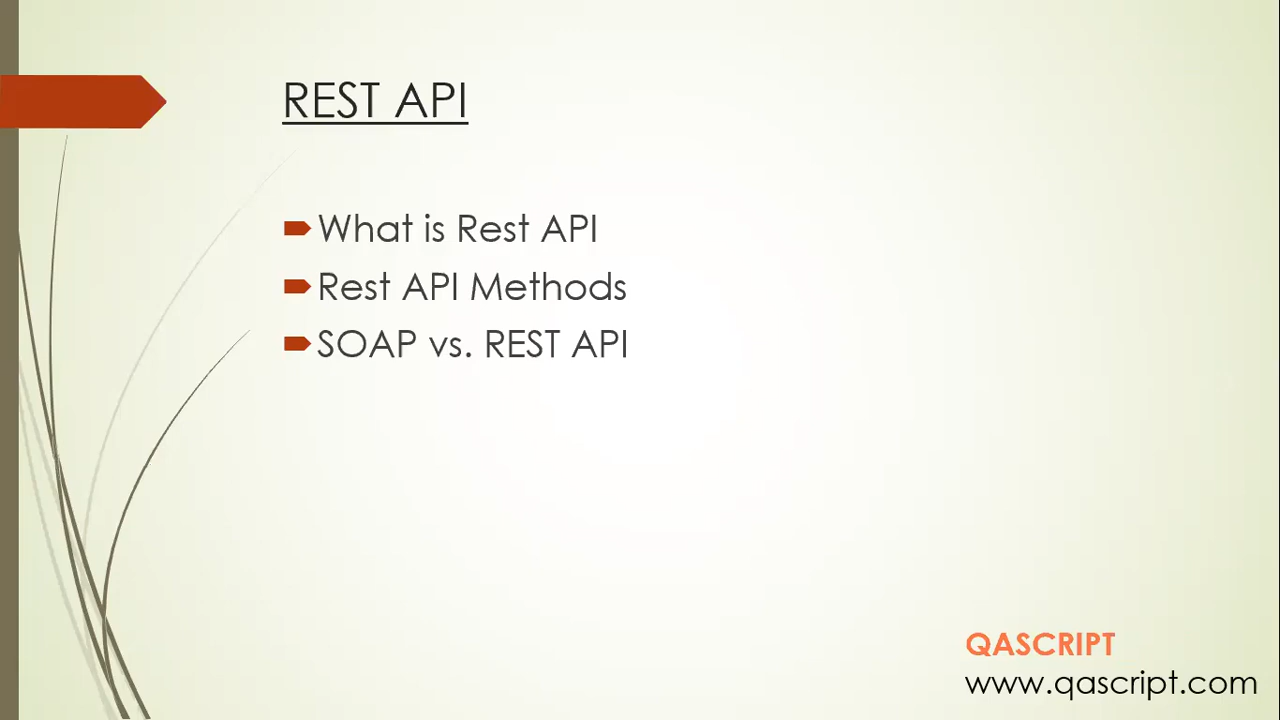 REST API
What is Rest API
Rest API Methods
SOAP vs. REST API
QASCRIPT
www.qascript.com